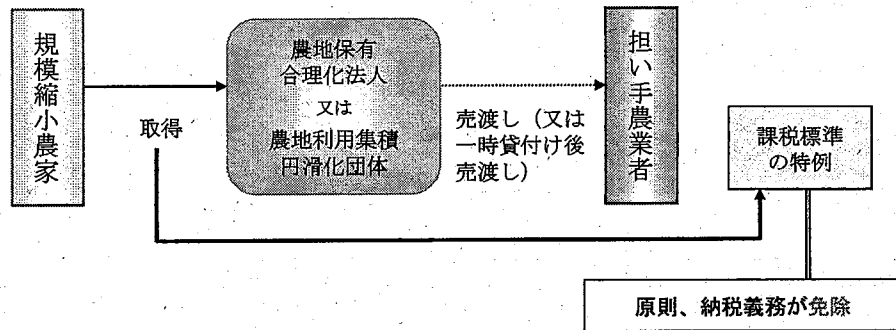 規模縮小農家
取得
農地保有
合理化法人
又は
農地利用集積
円滑化団体
売渡し（又は
一時貸付け後
売渡し）
担い手農業者
課税標準
の特例
原則、納税義務が免除